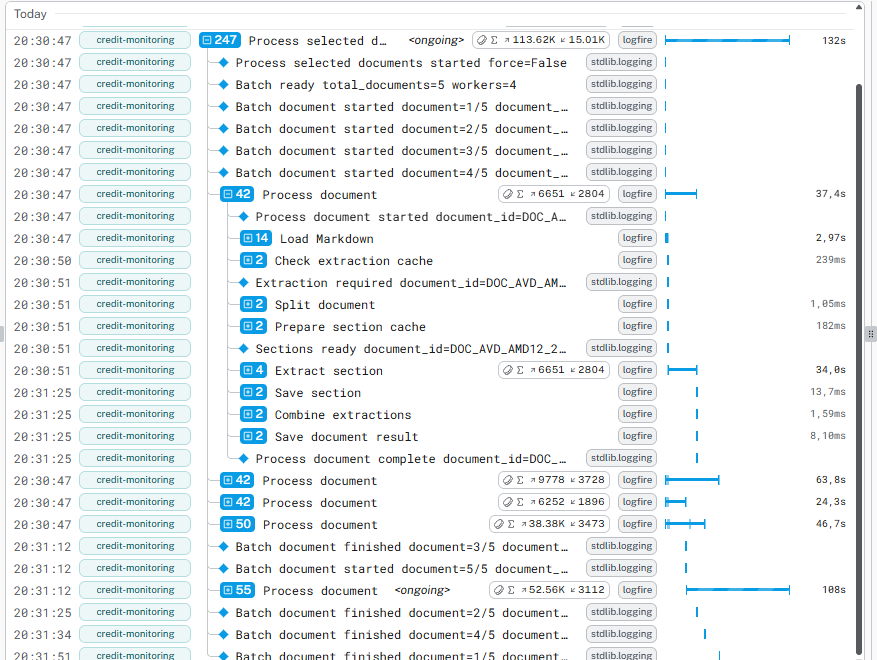 Today
20:30:47 credit-monitoring 247 Process selected d… <ongoing> Σ ↗113.62K ↙15.01K logfire 132s
20:30:47 credit-monitoring Process selected documents started force=False stdlib.logging
20:30:47 credit-monitoring Batch ready total_documents=5 workers=4 stdlib.logging
20:30:47 credit-monitoring Batch document started document=1/5 document_… stdlib.logging
20:30:47 credit-monitoring Batch document started document=2/5 document_… stdlib.logging
20:30:47 credit-monitoring Batch document started document=3/5 document_… stdlib.logging
20:30:47 credit-monitoring Batch document started document=4/5 document_… stdlib.logging
20:30:47 credit-monitoring 42 Process document Σ ↗6651 ↙2804 logfire 37,4s
20:30:47 credit-monitoring Process document started document_id=DOC_A… stdlib.logging
20:30:47 credit-monitoring 14 Load Markdown logfire 2,97s
20:30:50 credit-monitoring 2 Check extraction cache logfire 239ms
20:30:51 credit-monitoring Extraction required document_id=DOC_AVD_AM… stdlib.logging
20:30:51 credit-monitoring 2 Split document logfire 1,05ms
20:30:51 credit-monitoring 2 Prepare section cache logfire 182ms
20:30:51 credit-monitoring Sections ready document_id=DOC_AVD_AMD12_2… stdlib.logging
20:30:51 credit-monitoring 4 Extract section Σ ↗6651 ↙2804 logfire 34,0s
20:31:25 credit-monitoring 2 Save section logfire 13,7ms
20:31:25 credit-monitoring 2 Combine extractions logfire 1,59ms
20:31:25 credit-monitoring 2 Save document result logfire 8,10ms
20:31:25 credit-monitoring Process document complete document_id=DOC_… stdlib.logging
20:30:47 credit-monitoring 42 Process document Σ ↗9778 ↙3728 logfire 63,8s
20:30:47 credit-monitoring 42 Process document Σ ↗6252 ↙1896 logfire 24,3s
20:30:47 credit-monitoring 50 Process document Σ ↗38.38K ↙3473 logfire 46,7s
20:31:12 credit-monitoring Batch document finished document=3/5 document… stdlib.logging
20:31:12 credit-monitoring Batch document started document=5/5 document_… stdlib.logging
20:31:12 credit-monitoring 55 Process document <ongoing> Σ ↗52.56K ↙3112 logfire 108s
20:31:25 credit-monitoring Batch document finished document=2/5 document… stdlib.logging
20:31:34 credit-monitoring Batch document finished document=4/5 document… stdlib.logging
20:31:51 credit-monitoring Batch document finished document=1/5 document… stdlib.logging